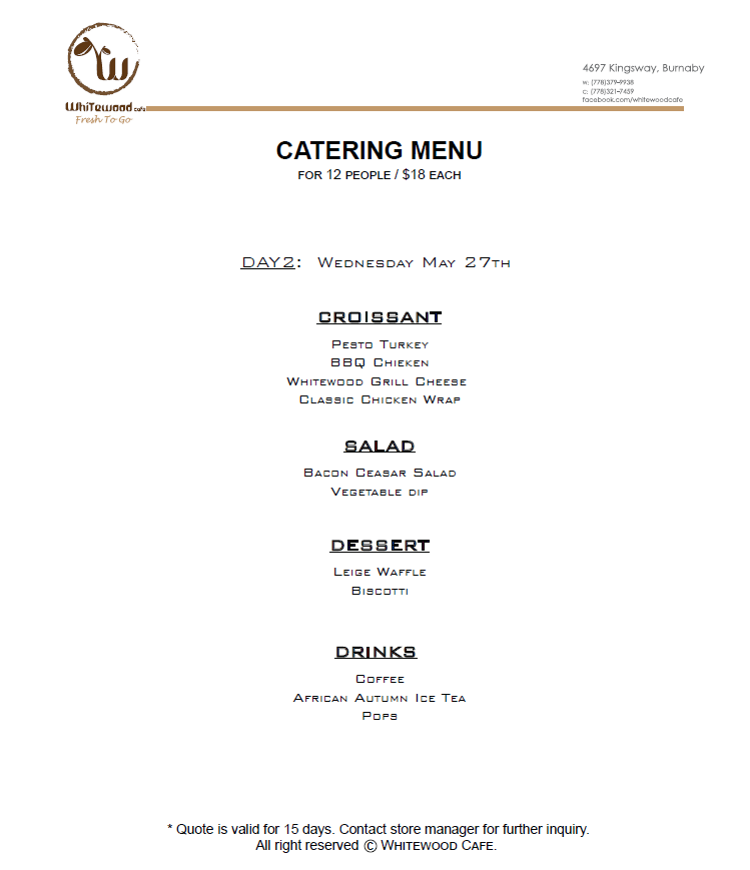 W
WhiTewood cafe
Fresh To Go
4697 Kingsway, Burnaby
W: (778)379-9938
C: (778)321-7459
facebook.com/whitewoodcafe
CATERING MENU
FOR 12 PEOPLE / $18 EACH
DAY2: WEDNESDAY MAY 27TH
CROISSANT
PESTO TURKEY
BBQ CHIEKEN
WHITEWOOD GRILL CHEESE
CLASSIC CHICKEN WRAP
SALAD
BACON CEASAR SALAD
VEGETABLE DIP
DESSERT
LEIGE WAFFLE
BISCOTTI
DRINKS
COFFEE
AFRICAN AUTUMN ICE TEA
POPS
* Quote is valid for 15 days. Contact store manager for further inquiry.
All right reserved © WHITEWOOD CAFE.